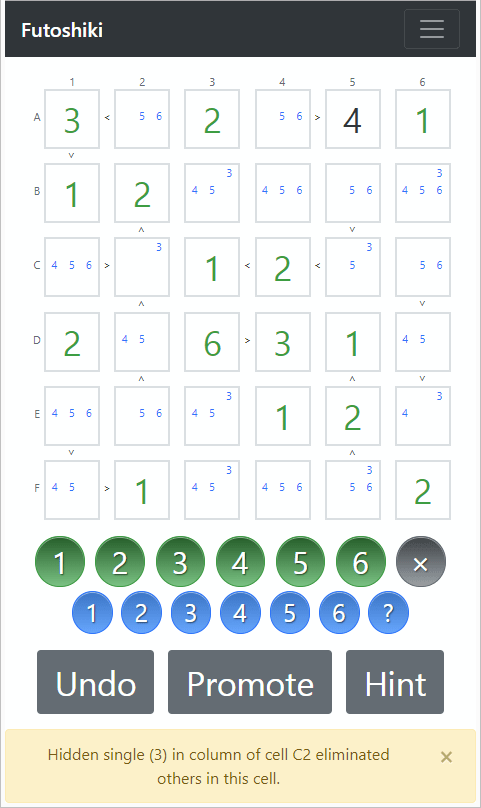 Futoshiki
1 2 3 4 5 6
A 3 < 5 6 2 5 6 > 4 1
v
B 1 2 3 4 5 4 5 6 5 6 3 4 5 6
^ v
C 4 5 6 > 3 1 < 2 < 3 5 5 6
^ v
D 2 4 5 6 > 3 1 4 5
^ ^ v
E 4 5 6 5 6 3 4 5 1 2 3 4
v ^
F 4 5 > 1 3 4 5 4 5 6 3 5 6 2
1 2 3 4 5 6 ×
1 2 3 4 5 6 ?
Undo Promote Hint
Hidden single (3) in column of cell C2 eliminated ×
others in this cell.